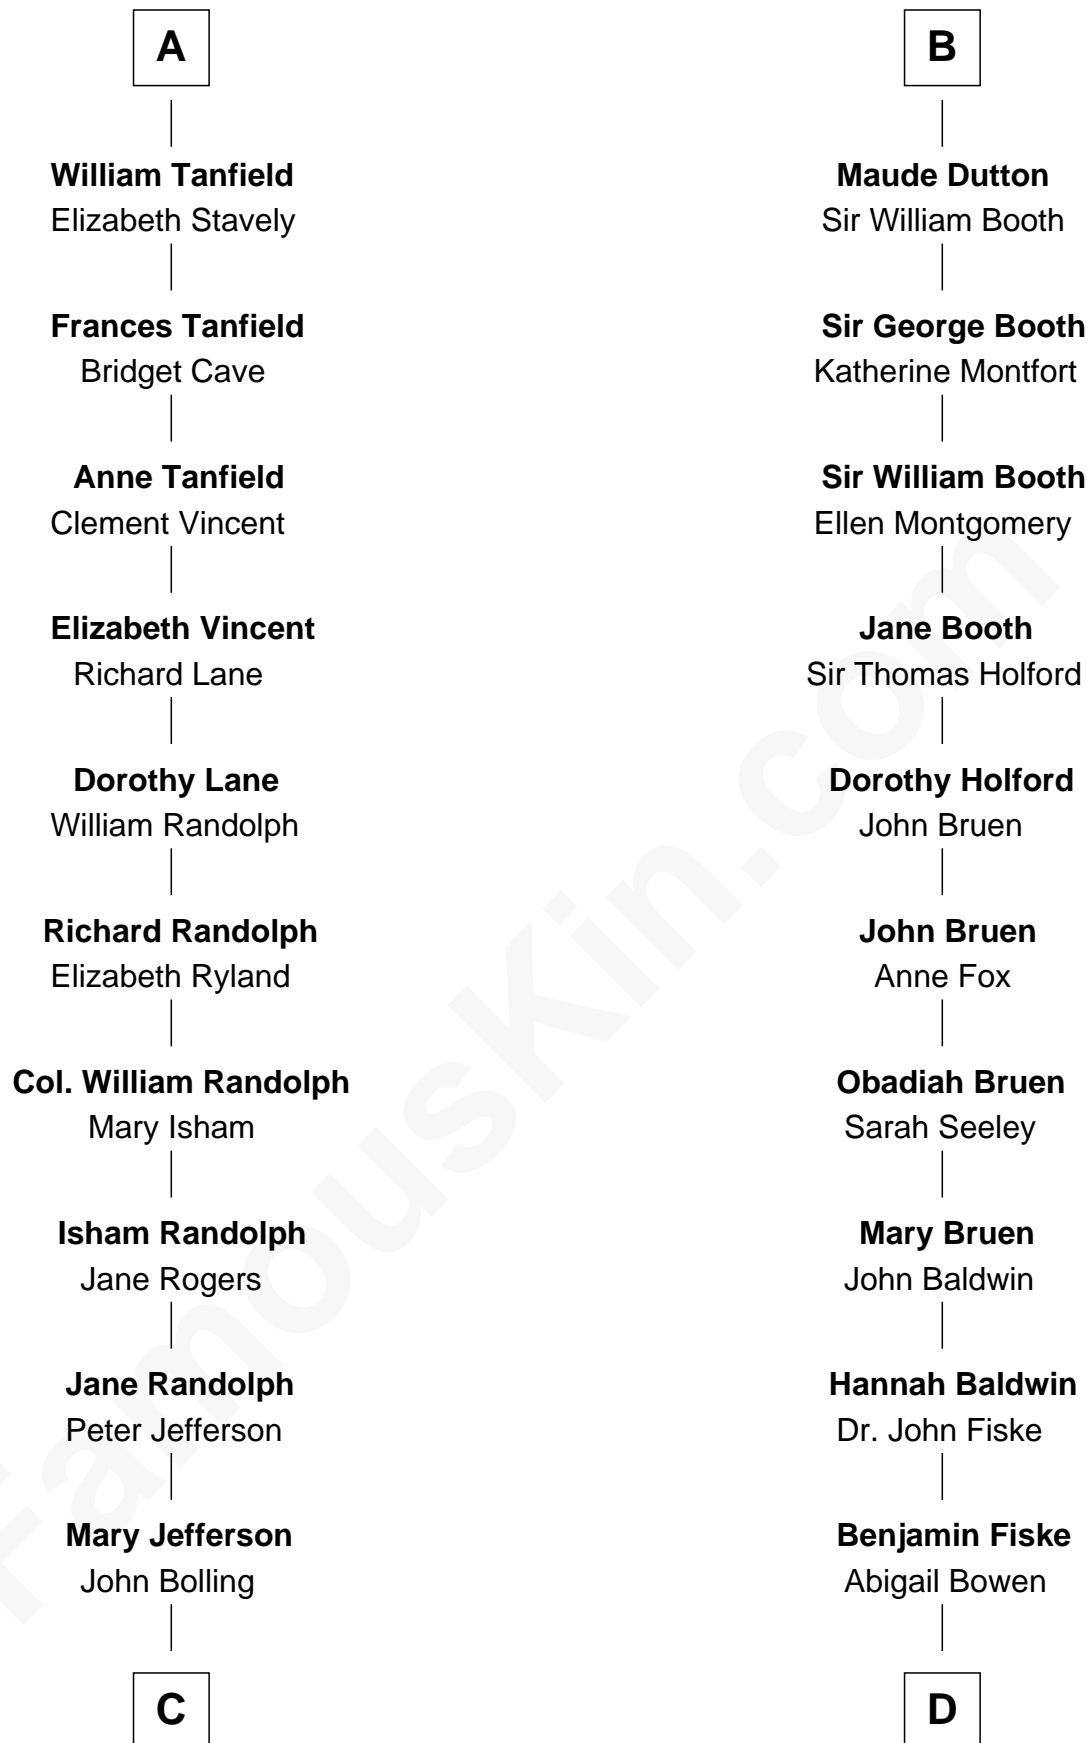 A
William Tanfield
Elizabeth Stavely
Frances Tanfield
Bridget Cave
Anne Tanfield
Clement Vincent
Elizabeth Vincent
Richard Lane
Dorothy Lane
William Randolph
Richard Randolph
Elizabeth Ryland
Col. William Randolph
Mary Isham
Isham Randolph
Jane Rogers
Jane Randolph
Peter Jefferson
Mary Jefferson
John Bolling
C
B
Maude Dutton
Sir William Booth
Sir George Booth
Katherine Montfort
Sir William Booth
Ellen Montgomery
Jane Booth
Sir Thomas Holford
Dorothy Holford
John Bruen
John Bruen
Anne Fox
Obadiah Bruen
Sarah Seeley
Mary Bruen
John Baldwin
Hannah Baldwin
Dr. John Fiske
Benjamin Fiske
Abigail Bowen
D
FamousKin.com